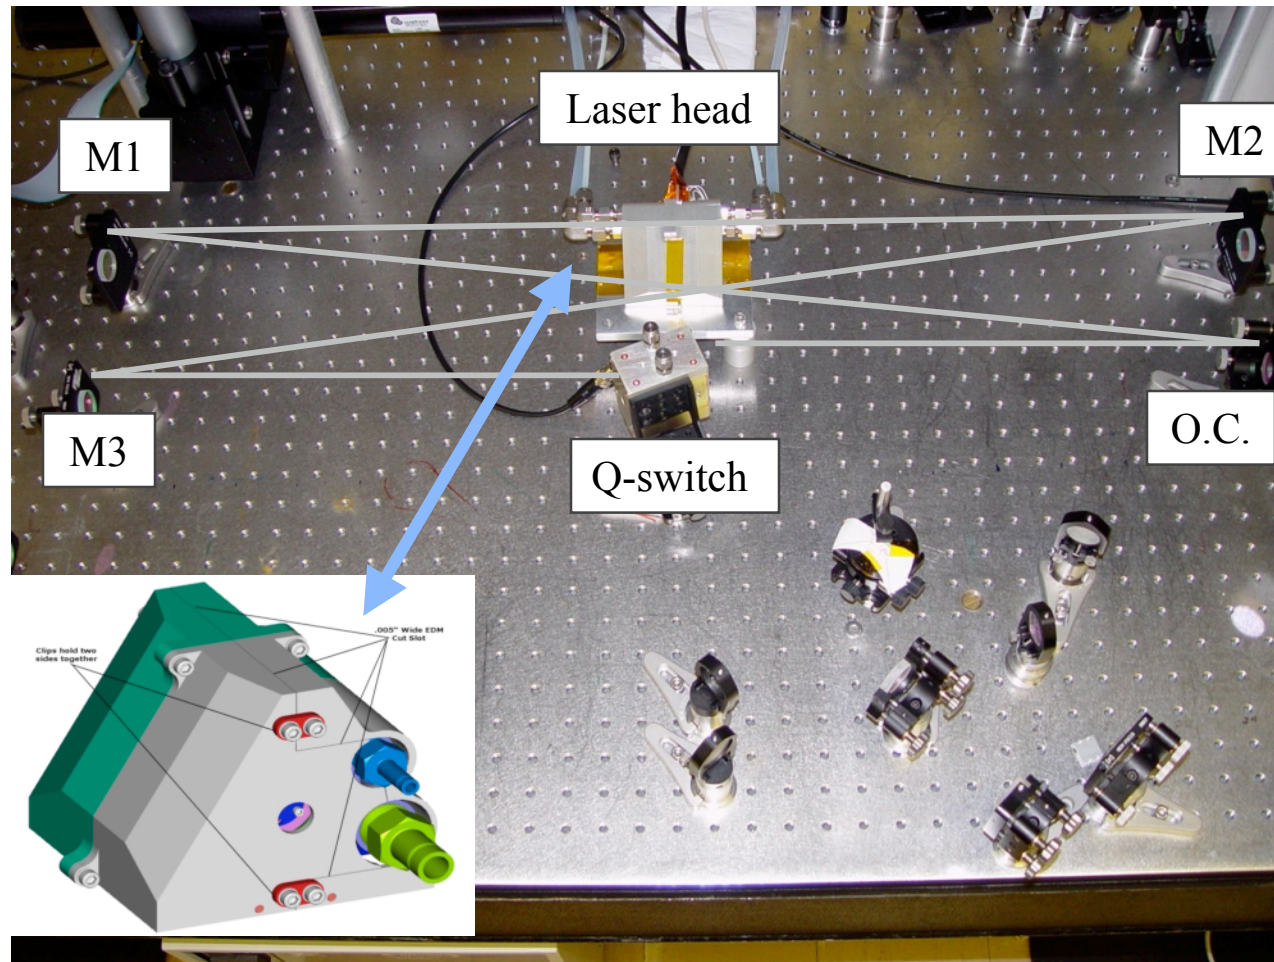 Laser head
M1
M2
M3
O.C.
Q-switch
.005" Wide EDM
Cut Slot
Clips hold two
sides together